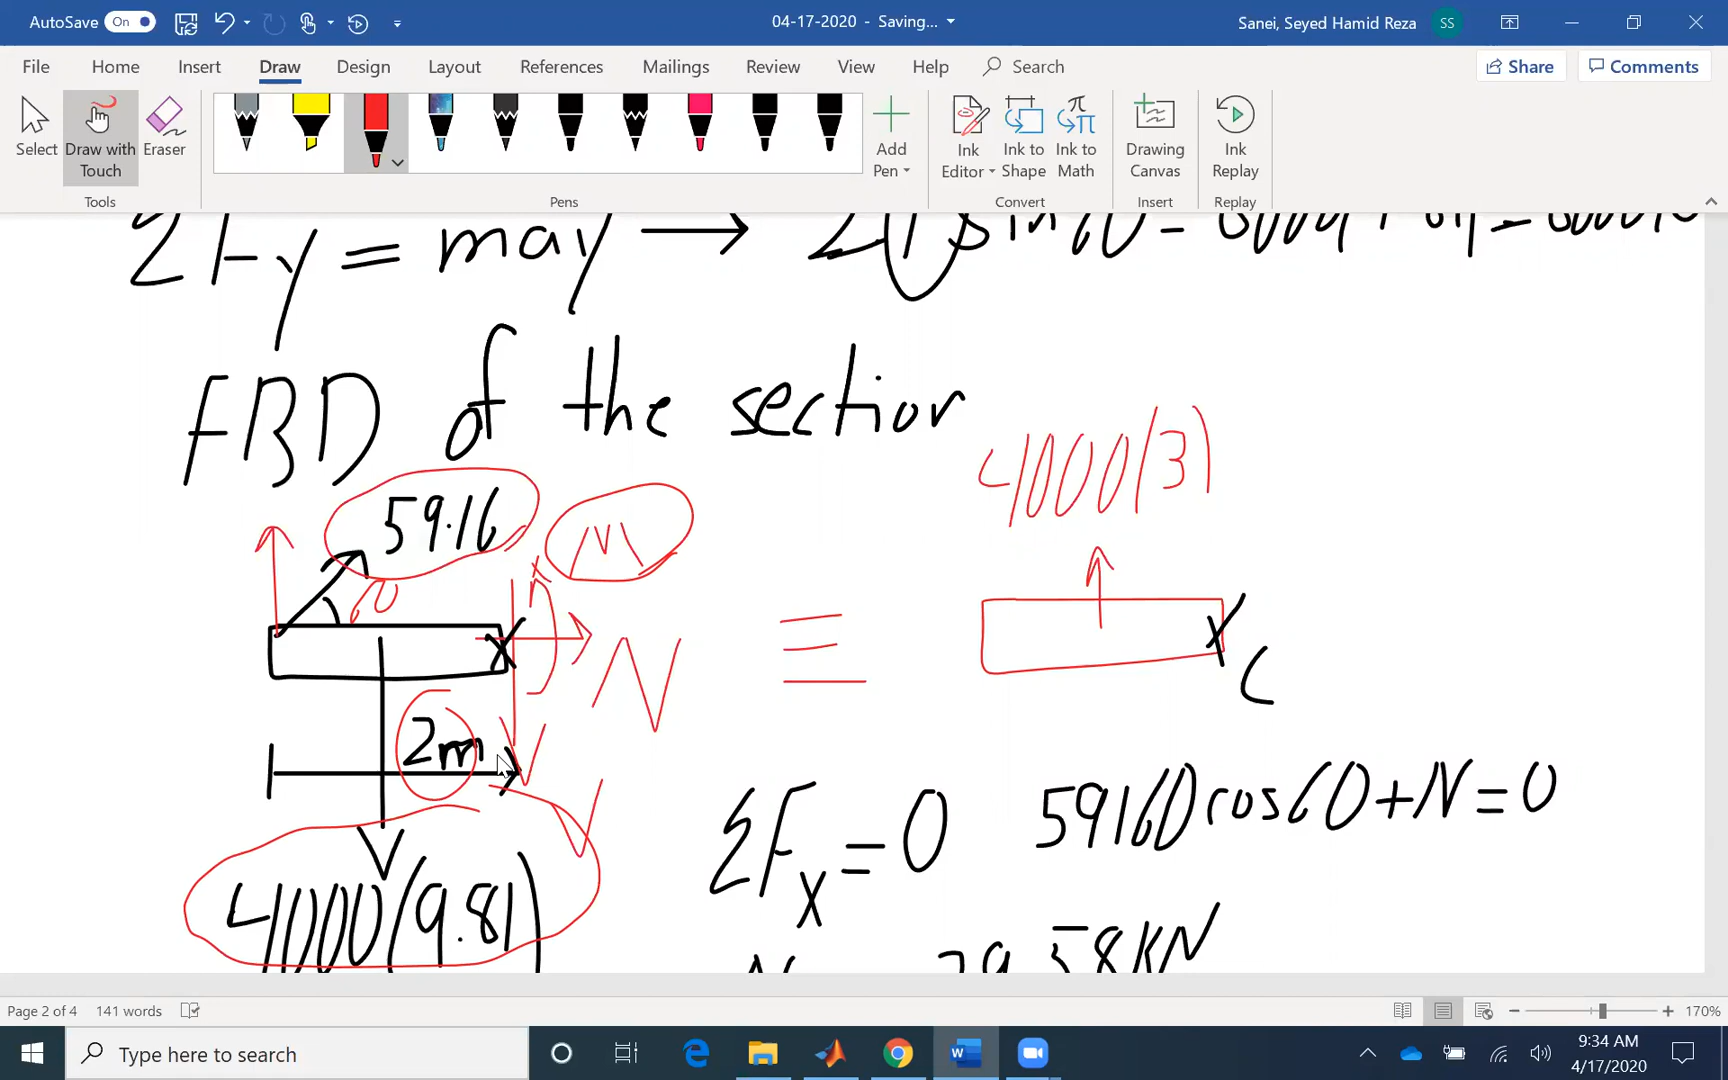 AutoSave On 04-17-2020 - Saving... Sanei, Seyed Hamid Reza SS
File Home Insert Draw Design Layout References Mailings Review View Help Search Share Comments
Select Draw with Touch Eraser Add Pen Ink Editor Ink to Shape Ink to Math Drawing Canvas Ink Replay
Tools Pens Convert Insert Replay
ΣFy = may → 2
FBD of the section
4000(3)
59.16 M
N
≡
C
2m V
V
ΣFx = 0 59160 cos60 + N = 0
4000(9.81)
58KN
Page 2 of 4 141 words 170%
Type here to search 9:34 AM
4/17/2020